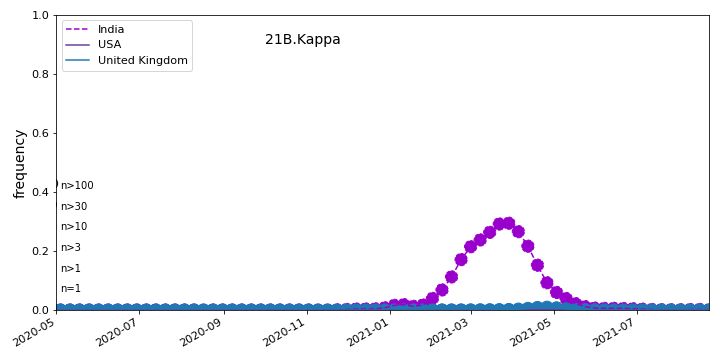 India
USA
United Kingdom
21B.Kappa
frequency
1.0
0.8
0.6
0.4
0.2
0.0
n>100
n>30
n>10
n>3
n>1
n=1
2020-05
2020-07
2020-09
2020-11
2021-01
2021-03
2021-05
2021-07